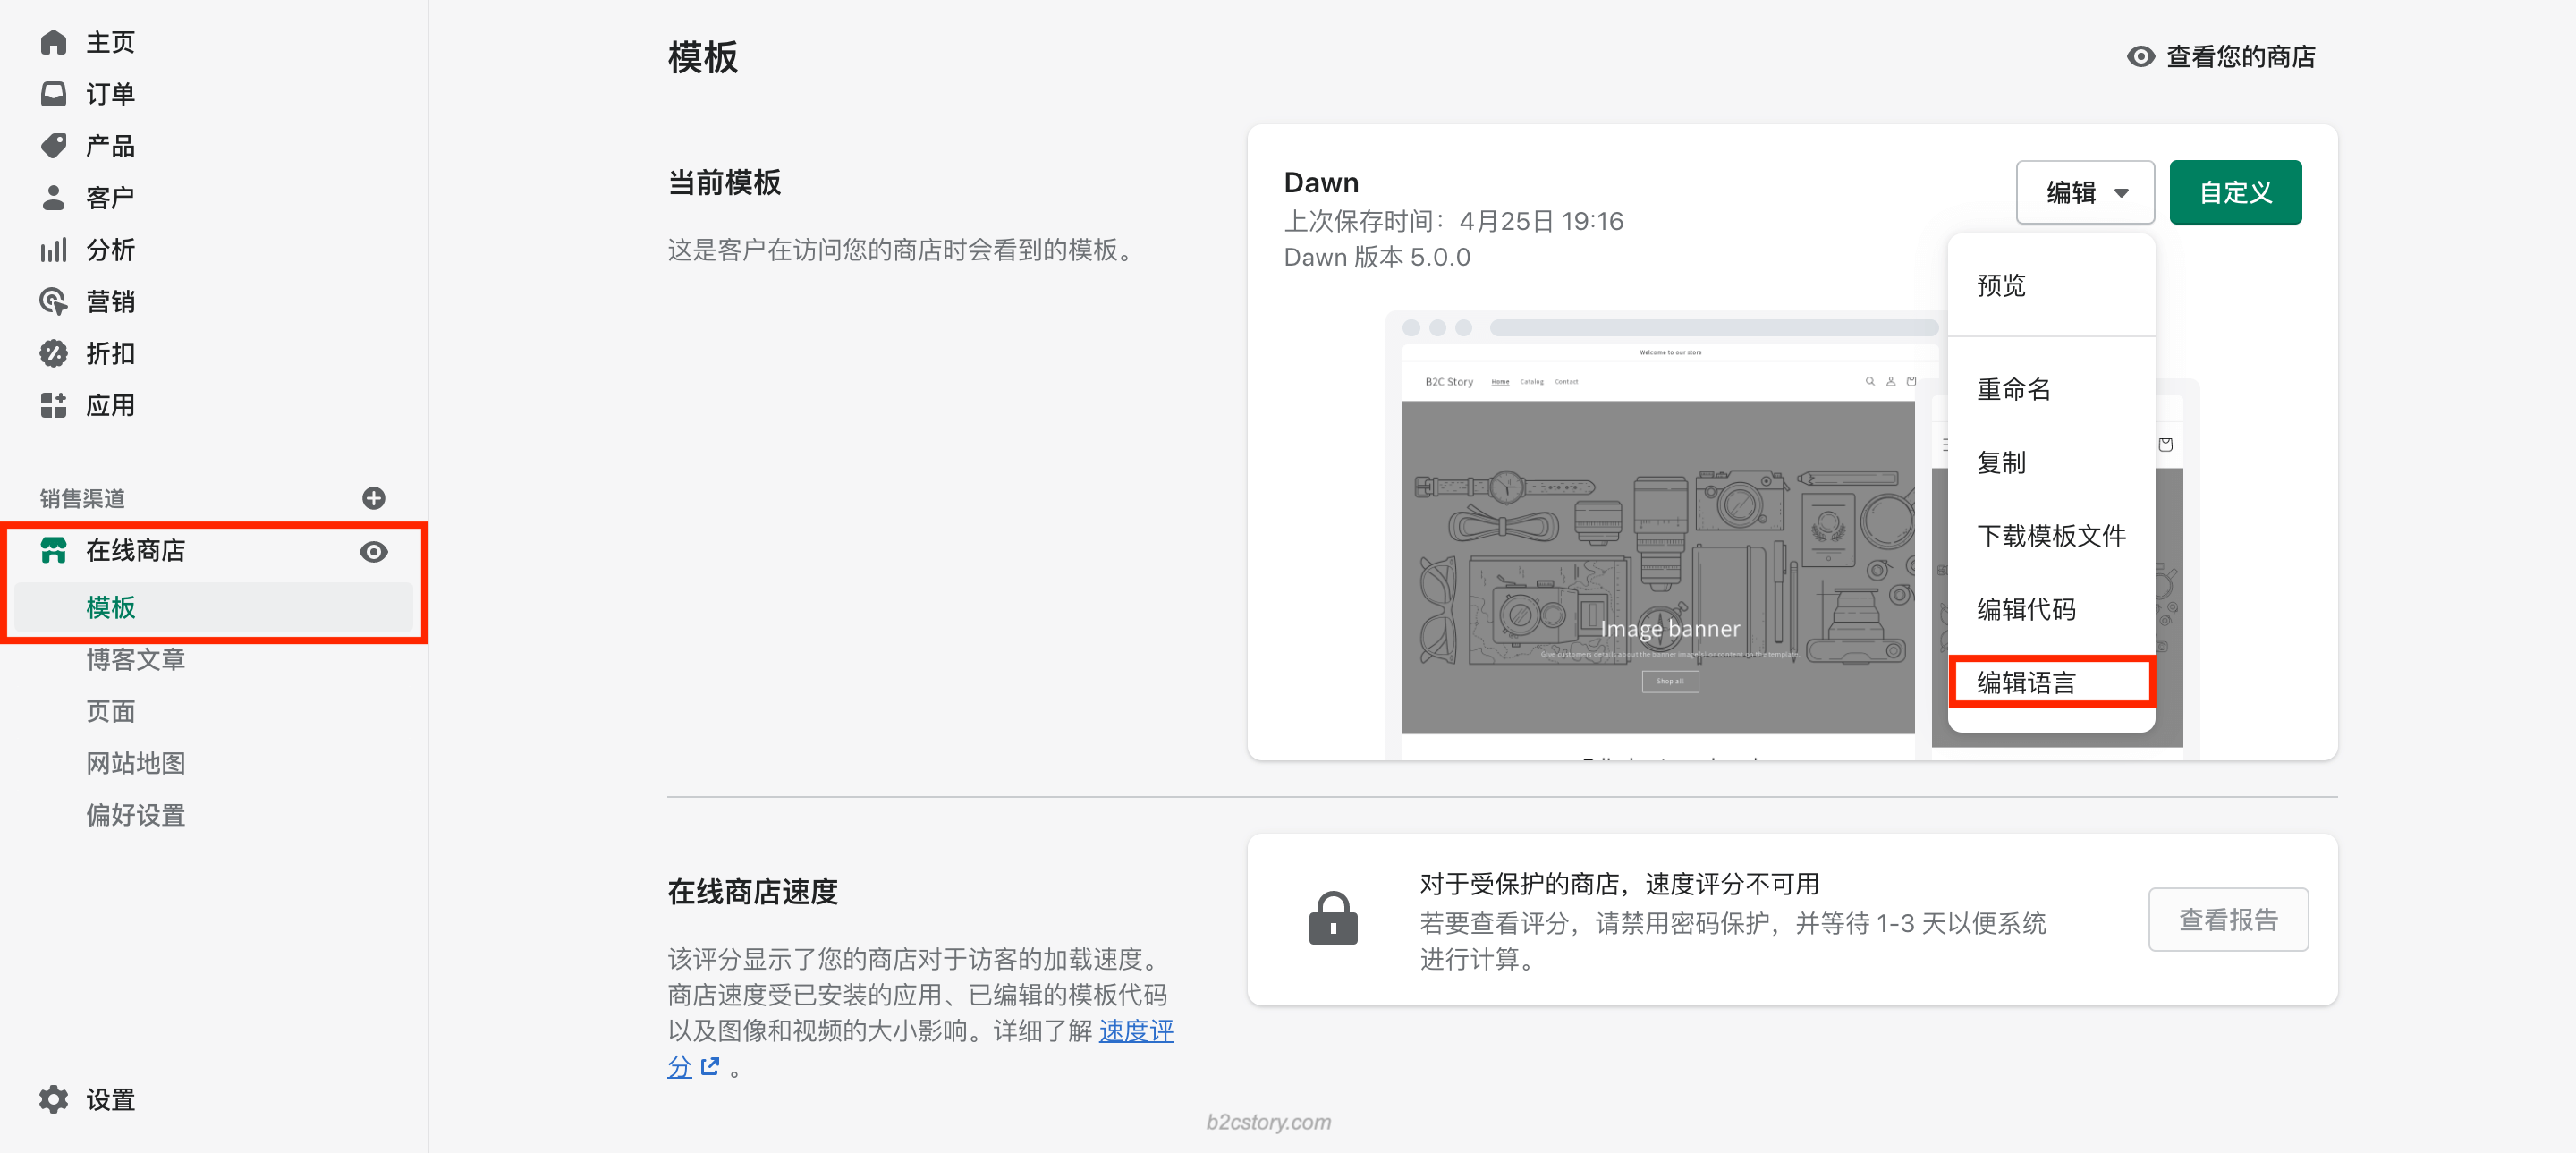 主页
订单
产品
客户
分析
营销
折扣
应用
销售渠道
在线商店
模板
博客文章
页面
网站地图
偏好设置
设置
模板
查看您的商店
当前模板
这是客户在访问您的商店时会看到的模板。
Dawn
上次保存时间：4月25日 19:16
Dawn 版本 5.0.0
编辑
自定义
预览
重命名
复制
下载模板文件
编辑代码
编辑语言
Welcome to our store
B2C Story
Home
Catalog
Contact
Image banner
Give customers details about the banner image(s) or content on the template.
Shop all
在线商店速度
该评分显示了您的商店对于访客的加载速度。
商店速度受已安装的应用、已编辑的模板代码
以及图像和视频的大小影响。详细了解 速度评
分 。
对于受保护的商店，速度评分不可用
若要查看评分，请禁用密码保护，并等待 1-3 天以便系统
进行计算。
查看报告
b2cstory.com